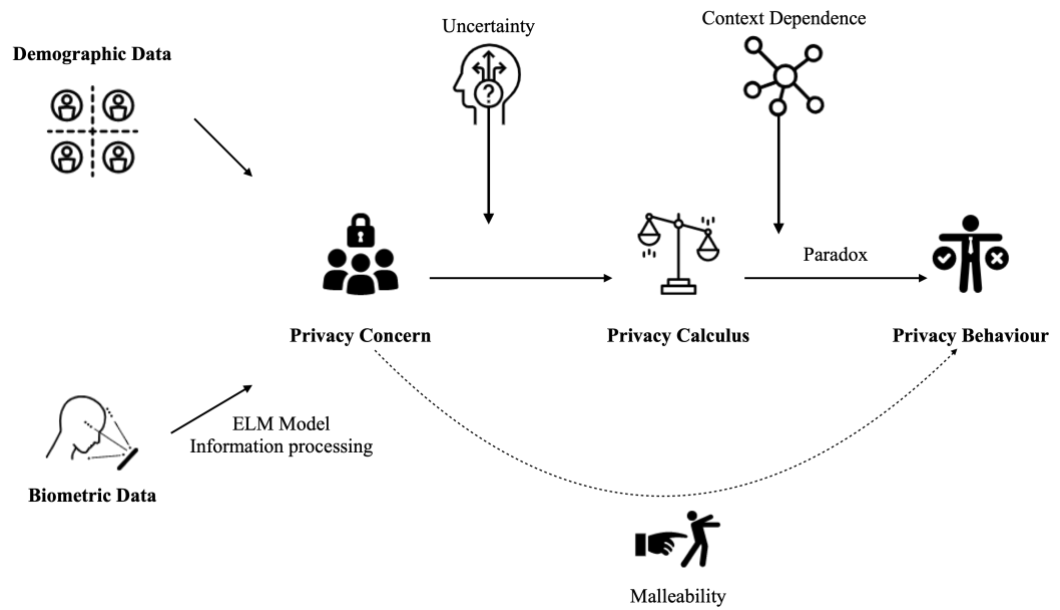 Context Dependence
Uncertainty
Demographic Data
?
Paradox
Privacy Concern
Privacy Calculus
Privacy Behaviour
ELM Model
Information processing
Biometric Data
Malleability